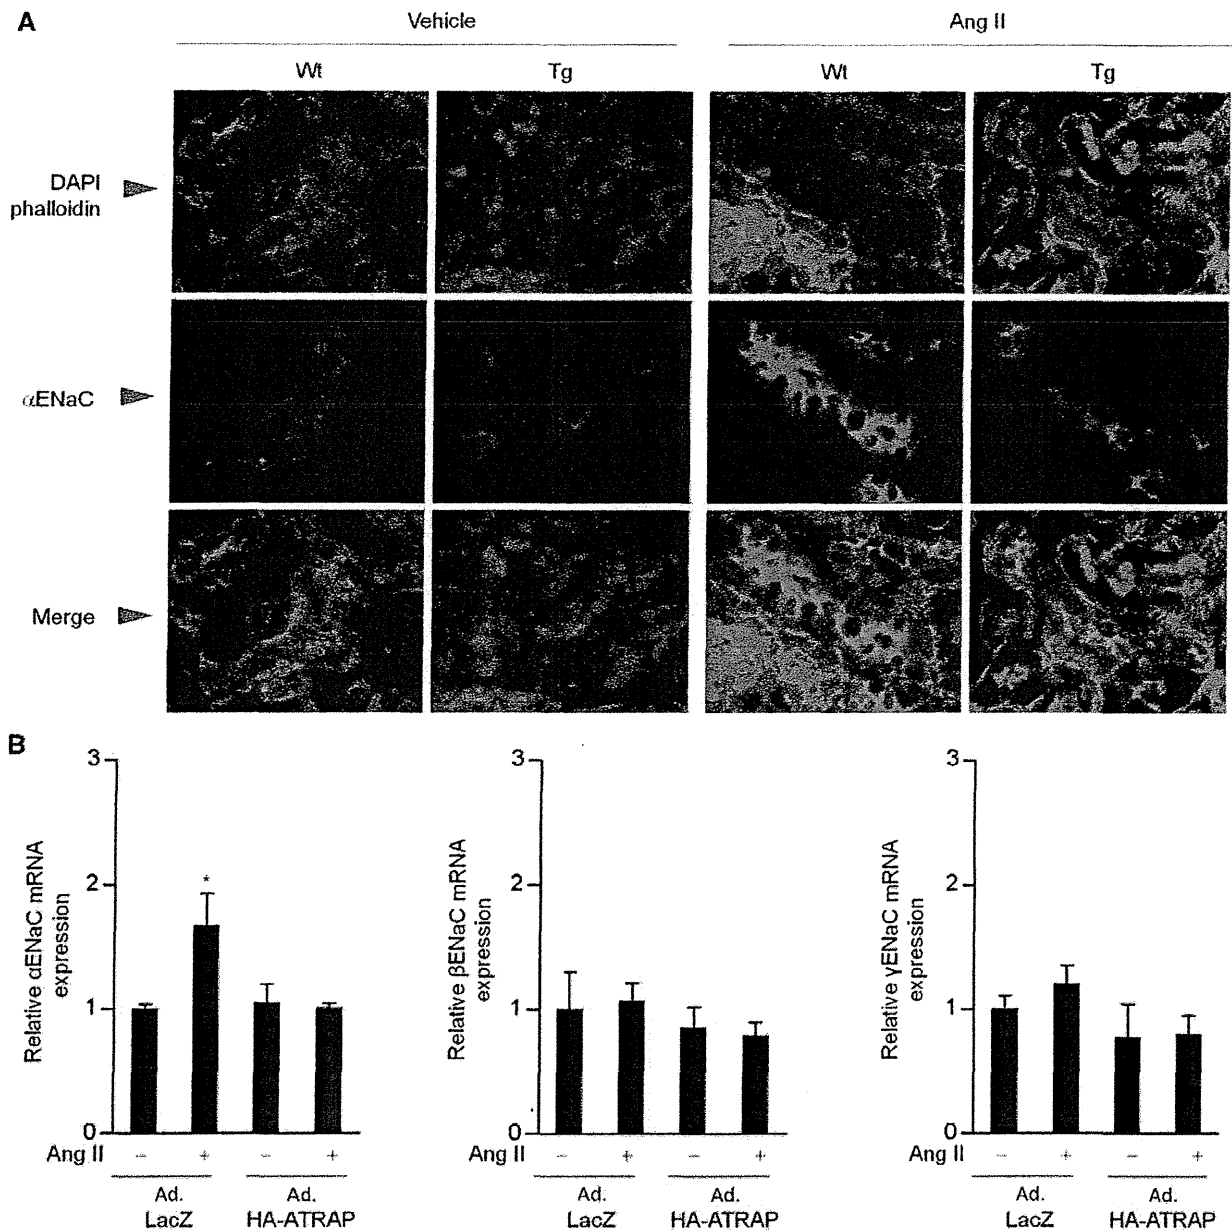 A
Vehicle
Ang II
Wt
Tg
Wt
Tg
DAPI
phalloidin
αENaC
Merge
B
Relative αENaC mRNA
expression
3
2
1
0
Ang II
−
+
−
+
Ad.
LacZ
Ad.
HA-ATRAP
*
Relative βENaC mRNA
expression
3
2
1
0
Ang II
−
+
−
+
Ad.
LacZ
Ad.
HA-ATRAP
Relative γENaC mRNA
expression
3
2
1
0
Ang II
−
+
−
+
Ad.
LacZ
Ad.
HA-ATRAP